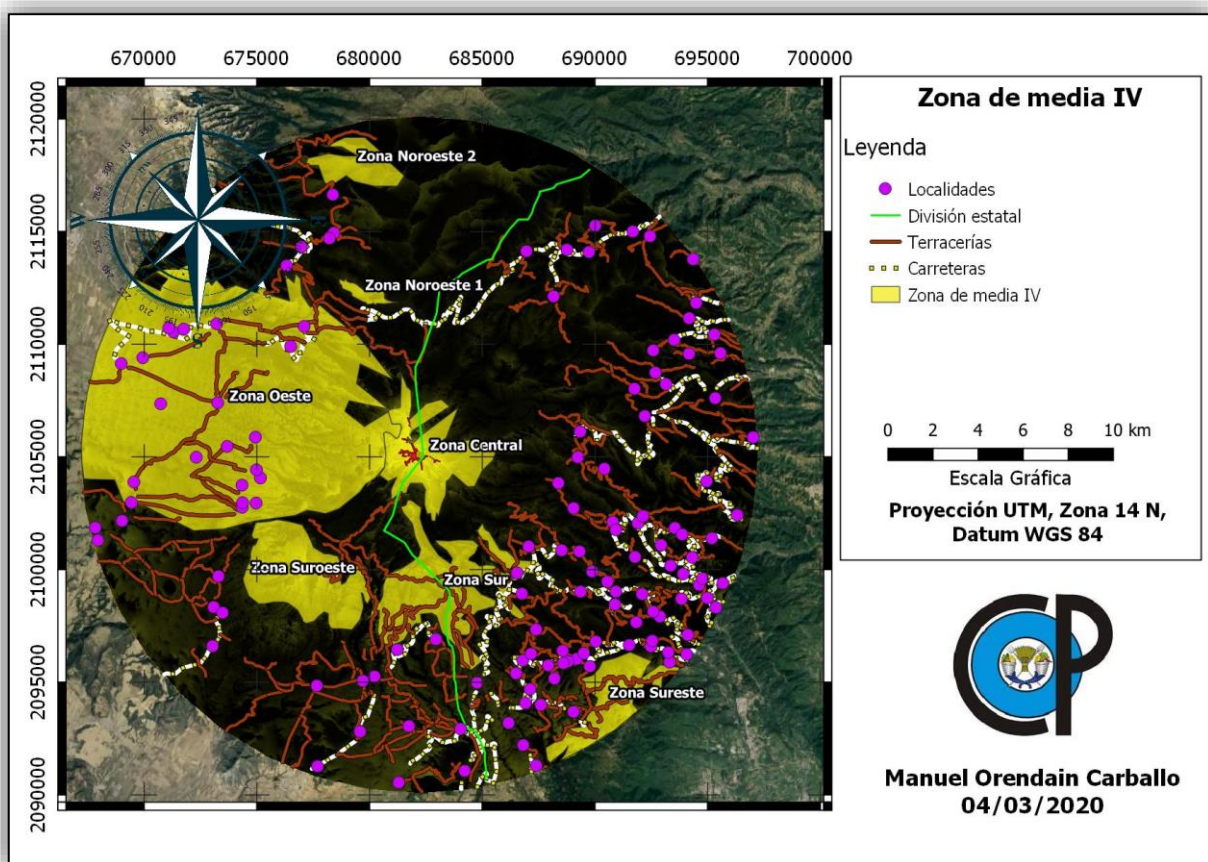 670000 675000 680000 685000 690000 695000 700000
2120000
2115000
2110000
2105000
2100000
2095000
2090000
Zona Noroeste 2
Zona Noroeste 1
Zona Oeste
Zona Central
Zona Suroeste
Zona Sur
Zona Sureste
Zona de media IV
Leyenda
Localidades
División estatal
Terracerías
Carreteras
Zona de media IV
0 2 4 6 8 10 km
Escala Gráfica
Proyección UTM, Zona 14 N,
Datum WGS 84
CP
Manuel Orendain Carballo
04/03/2020